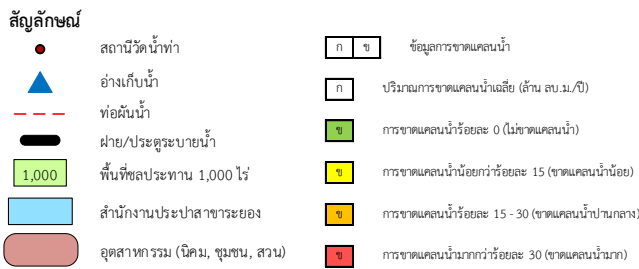 สัญลักษณ์
สถานีวัดน้ำท่า
อ่างเก็บน้ำ
ท่อผันน้ำ
ฝาย/ประตูระบายน้ำ
1,000 พื้นที่ชลประทาน 1,000 ไร่
สำนักงานประปาสาขาระยอง
อุตสาหกรรม (นิคม, ชุมชน, สวน)
ก ข ข้อมูลการขาดแคลนน้ำ
ก ปริมาณการขาดแคลนน้ำเฉลี่ย (ล้าน ลบ.ม./ปี)
ข การขาดแคลนน้ำร้อยละ 0 (ไม่ขาดแคลนน้ำ)
ข การขาดแคลนน้ำน้อยกว่าร้อยละ 15 (ขาดแคลนน้ำน้อย)
ข การขาดแคลนน้ำร้อยละ 15 - 30 (ขาดแคลนน้ำปานกลาง)
ข การขาดแคลนน้ำมากกว่าร้อยละ 30 (ขาดแคลนน้ำมาก)